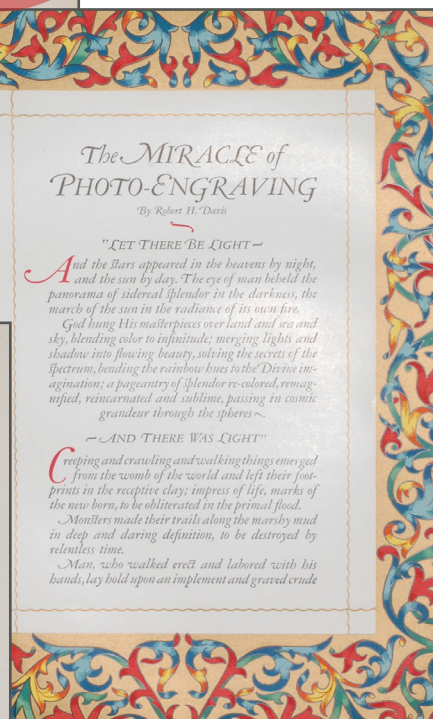 The MIRACLE of
PHOTO-ENGRAVING
By Robert H. Davis
"LET THERE BE LIGHT~
And the stars appeared in the heavens by night,
and the sun by day. The eye of man beheld the
panorama of sidereal splendor in the darkness, the
march of the sun in the radiance of its own fire.
God hung His masterpieces over land and sea and
sky, blending color to infinitude; merging lights and
shadow into flowing beauty, solving the secrets of the
spectrum, bending the rainbow hues to the Divine im-
agination; a pageantry of splendor re-colored, remag-
nified, reincarnated and sublime, passing in cosmic
grandeur through the spheres~
~AND THERE WAS LIGHT"
Creeping and crawling and walking things emerged
from the womb of the world and left their foot-
prints in the receptive clay; impress of life, marks of
the new born, to be obliterated in the primal flood.
Monsters made their trails along the marshy mud
in deep and daring definition, to be destroyed by
relentless time.
Man, who walked erect and labored with his
hands, lay hold upon an implement and graved crude